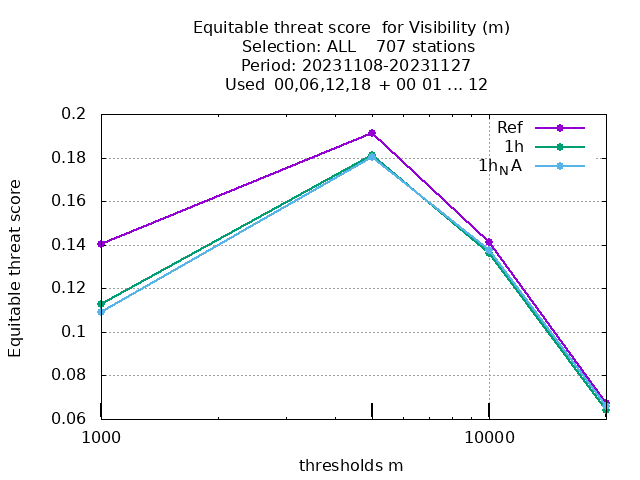 Equitable threat score  for Visibility (m)
Selection: ALL    707 stations
Period: 20231108-20231127
Used  00,06,12,18  + 00 01 ... 12
Ref
1h
1h_NA
Equitable threat score
0.2
0.18
0.16
0.14
0.12
0.1
0.08
0.06
1000
10000
thresholds m